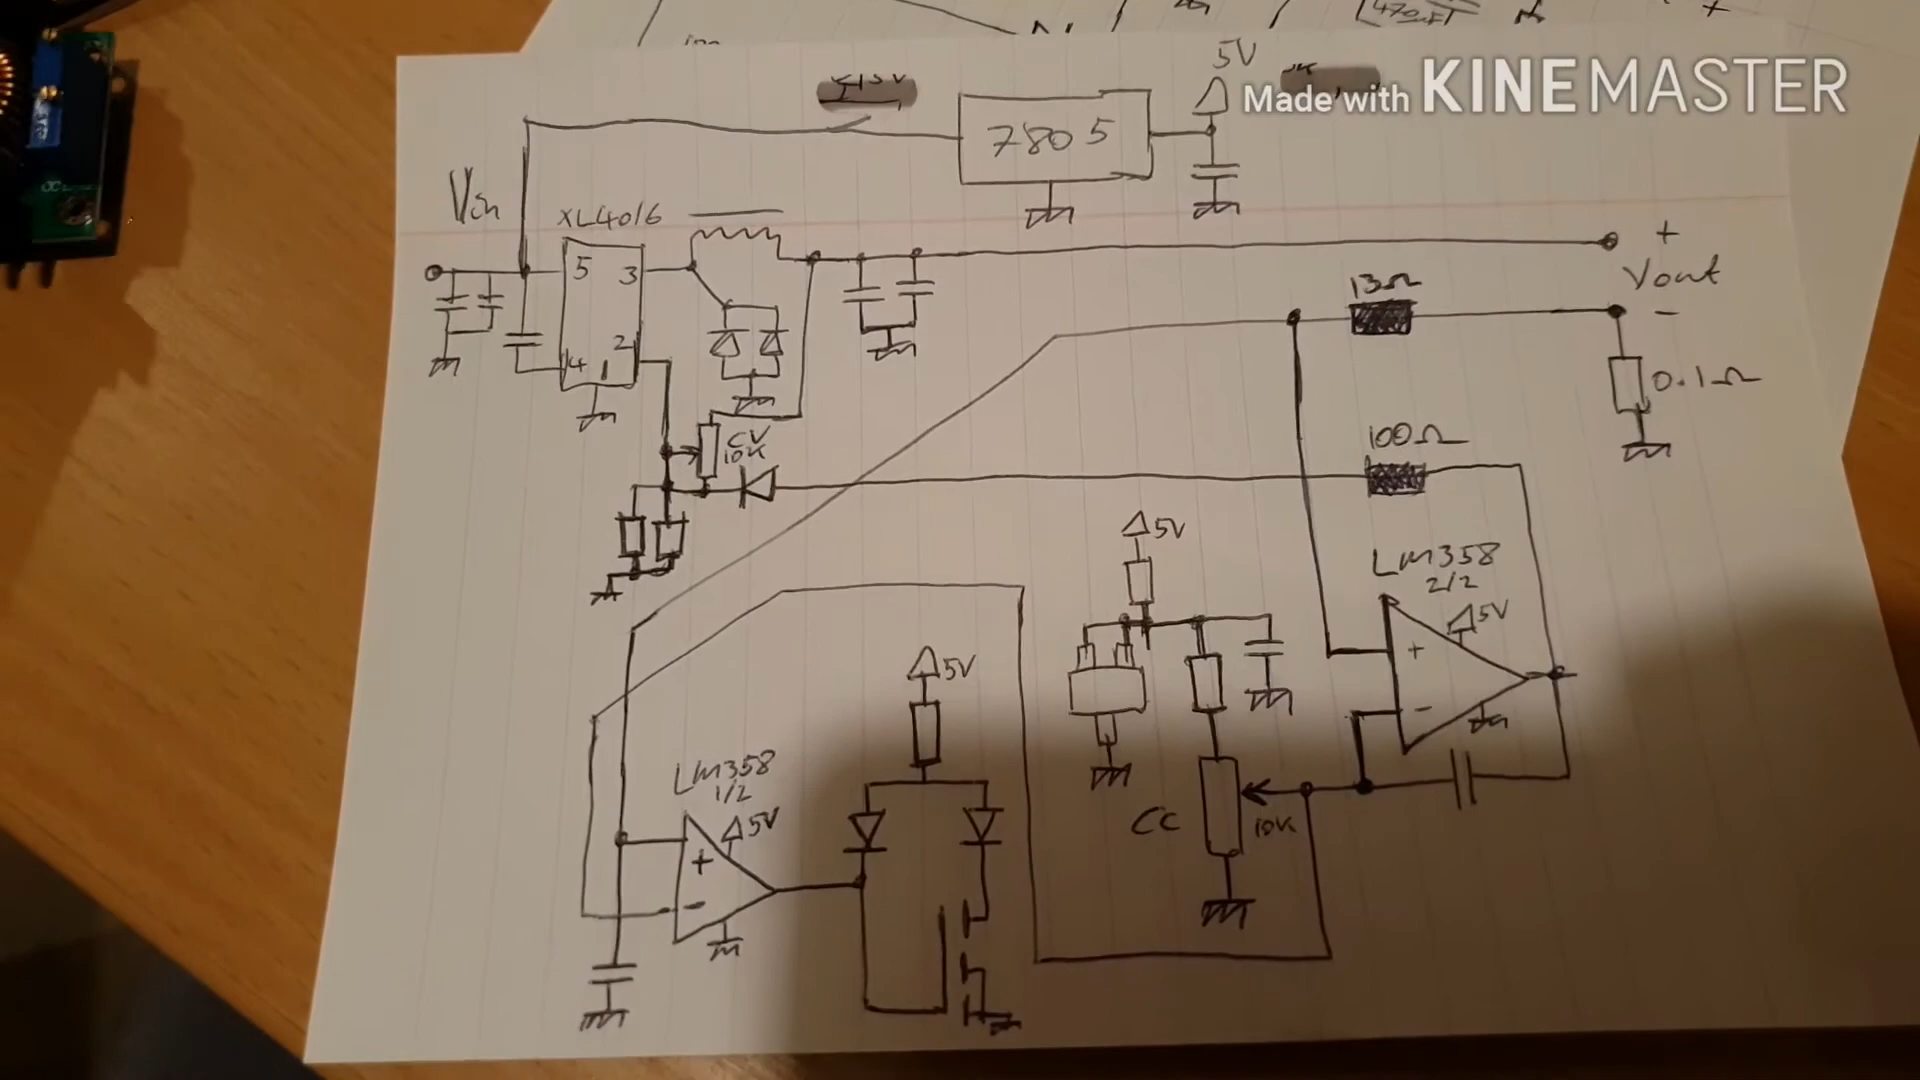 470uF
5V
Made with KINEMASTER
7805
Vin
XL4016
5 3
2
4 1
+
Vout
-
13Ω
0.1Ω
CV
10K
100Ω
5V
LM358
2/2
5V
+
-
5V
LM358
1/2
5V
+
-
CC
10K